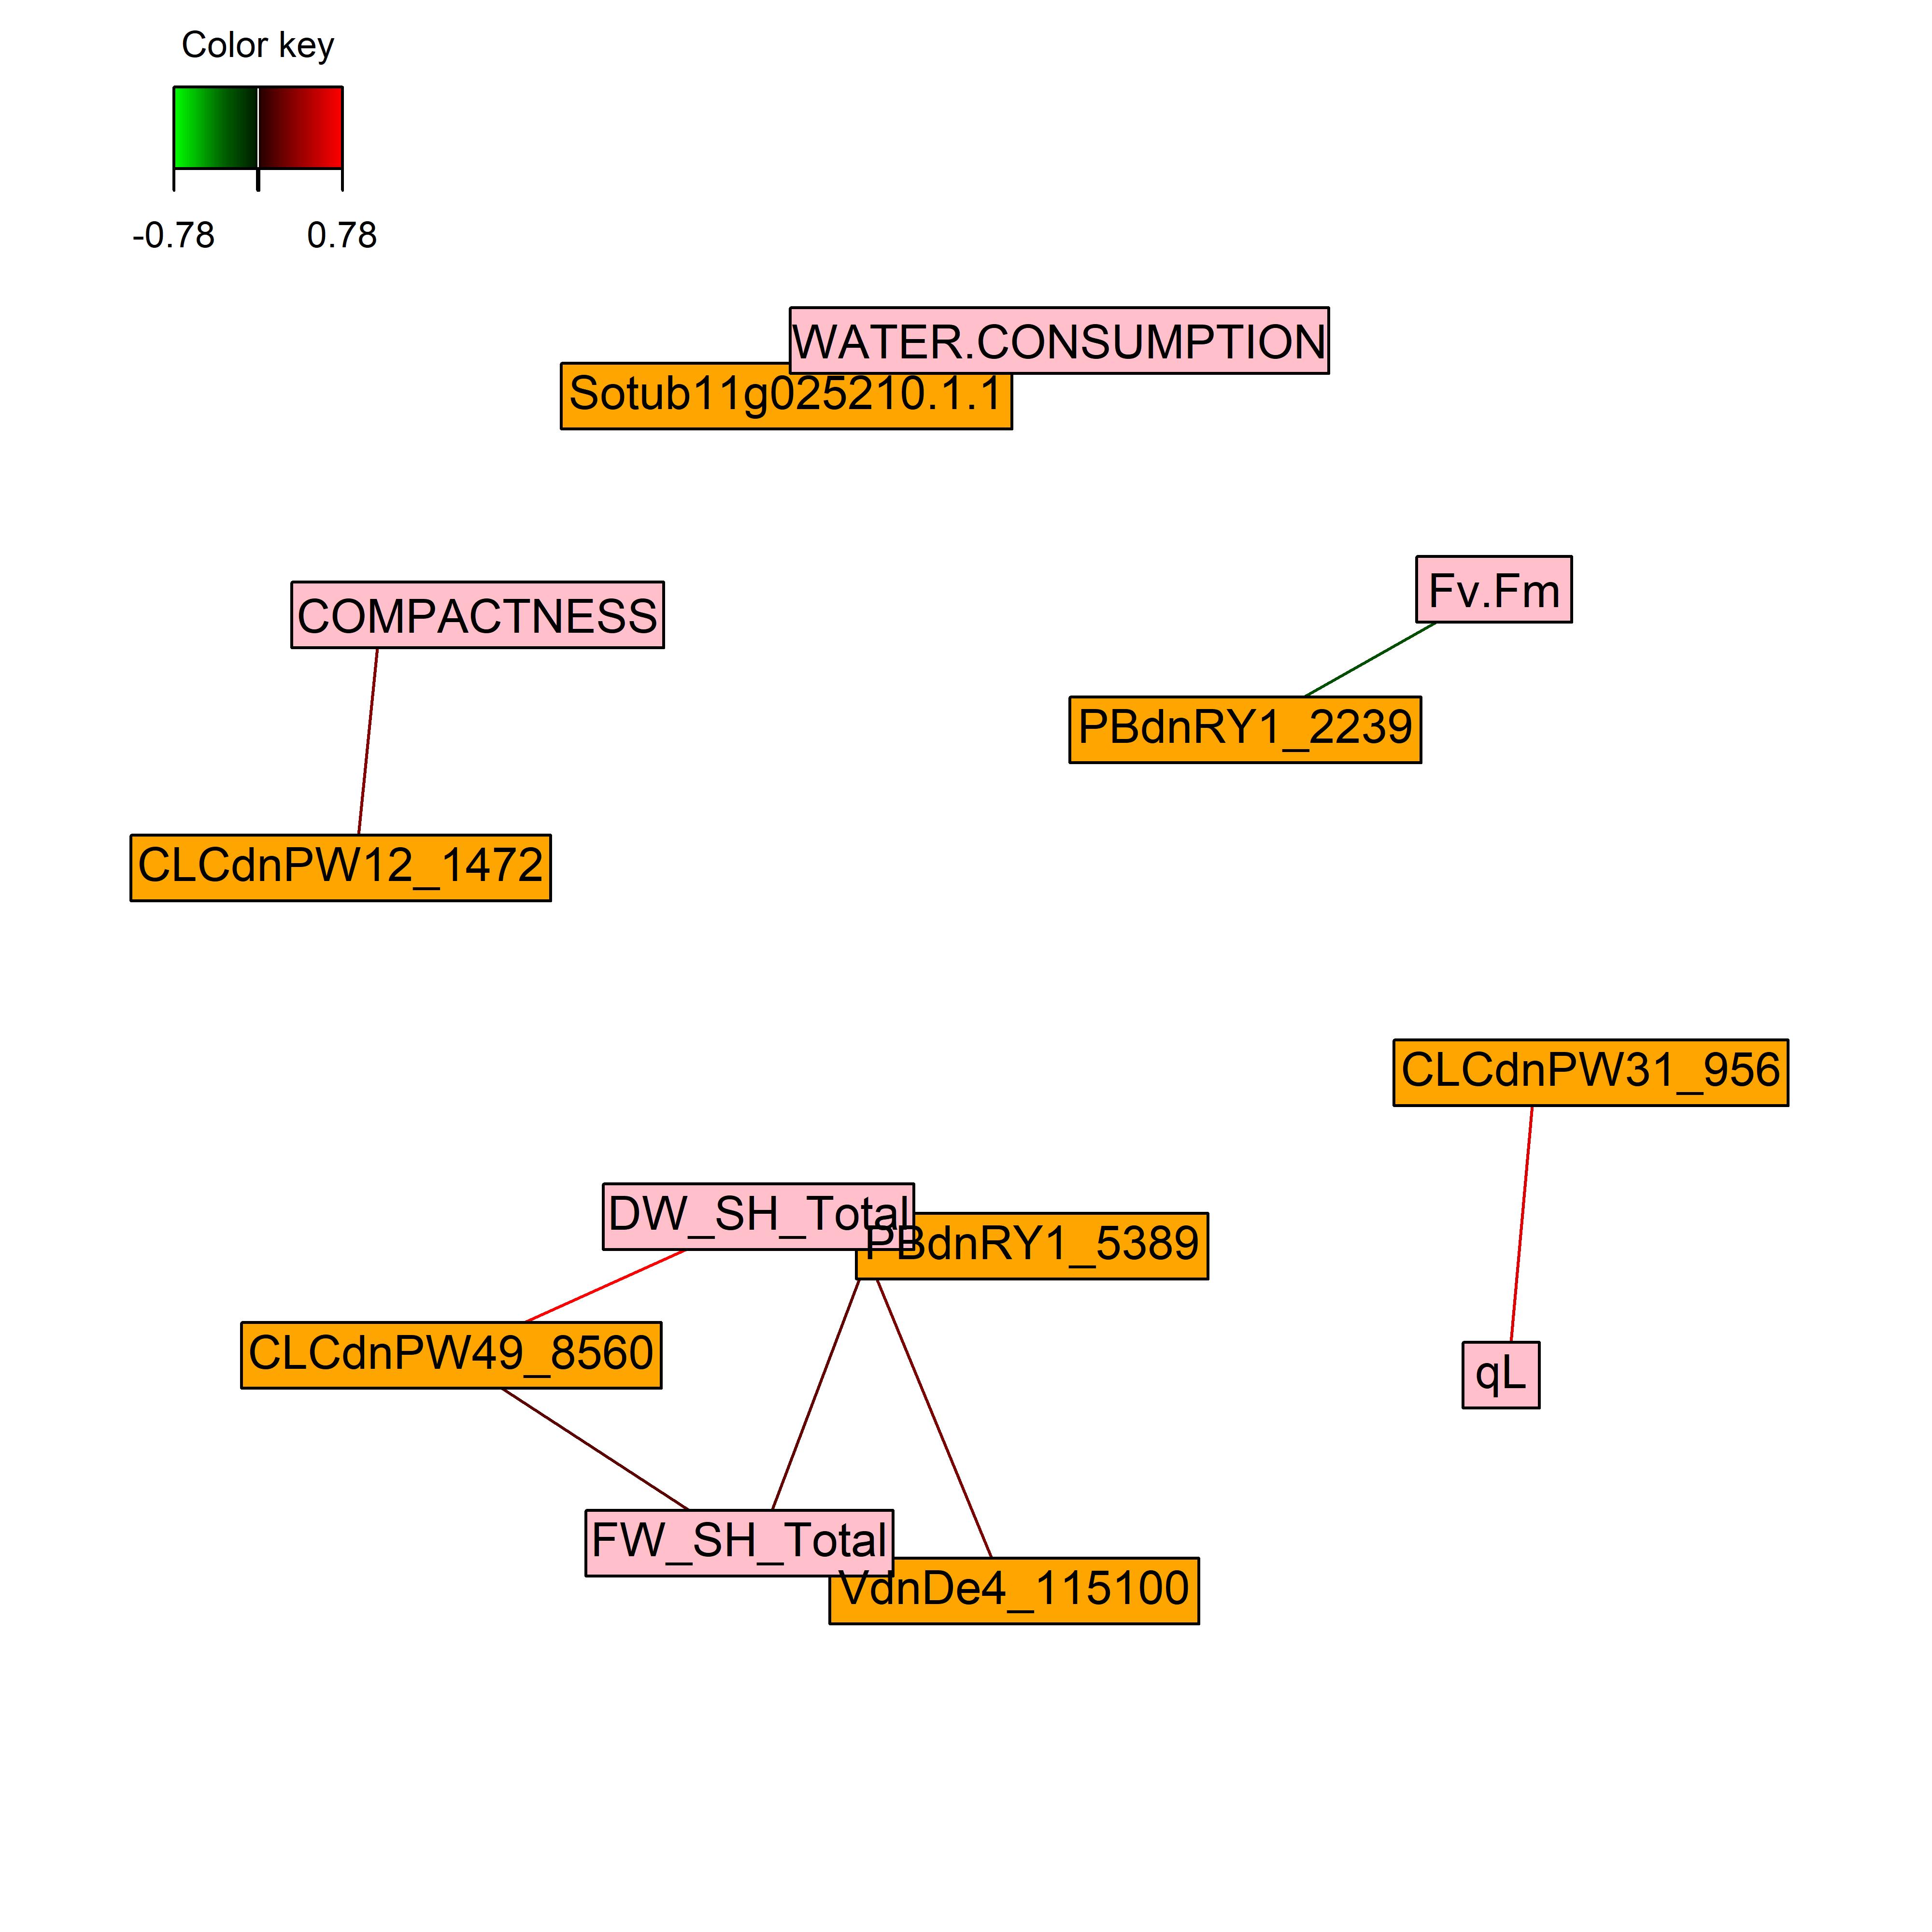 Color key
-0.78 0.78
WATER.CONSUMPTION
Sotub11g025210.1.1
Fv.Fm
COMPACTNESS
PBdnRY1_2239
CLCdnPW12_1472
CLCdnPW31_956
DW_SH_Total
PBdnRY1_5389
CLCdnPW49_8560
qL
FW_SH_Total
VdnDe4_115100